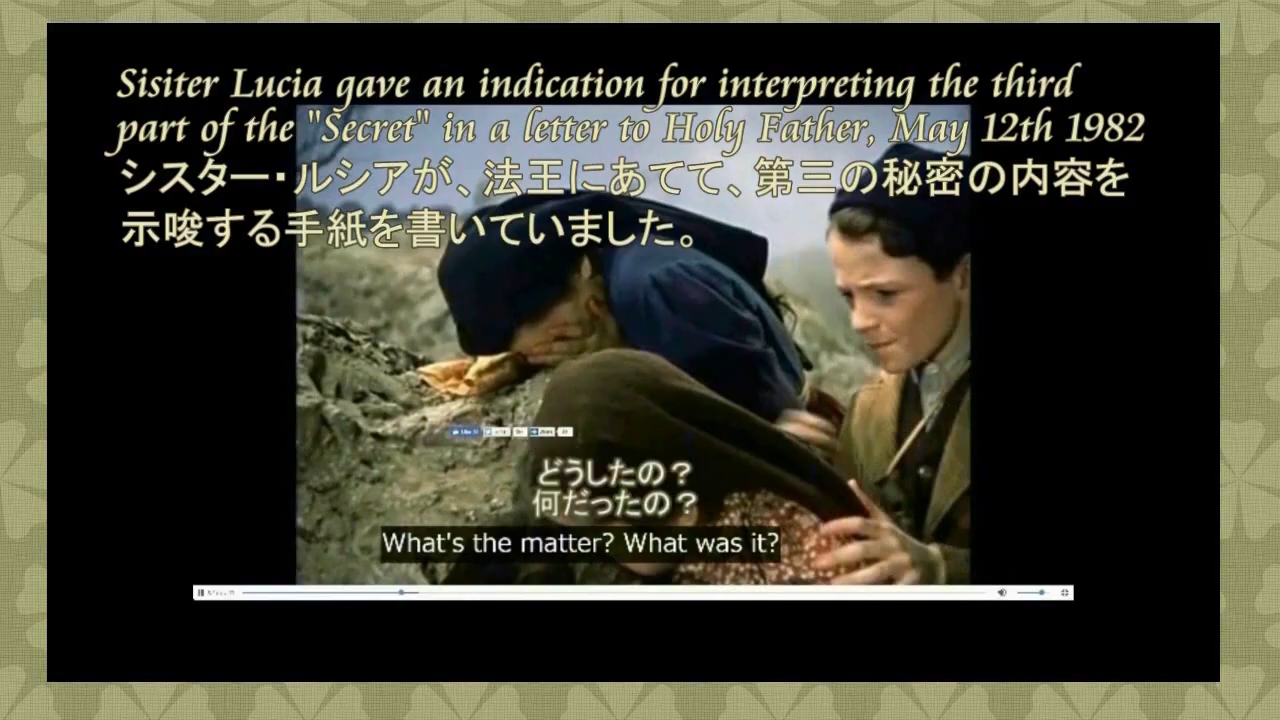 Sisiter Lucia gave an indication for interpreting the third
part of the "Secret" in a letter to Holy Father, May 12th 1982
シスター・ルシアが、法王にあてて、第三の秘密の内容を
示唆する手紙を書いていました。
どうしたの？
何だったの？
What's the matter? What was it?